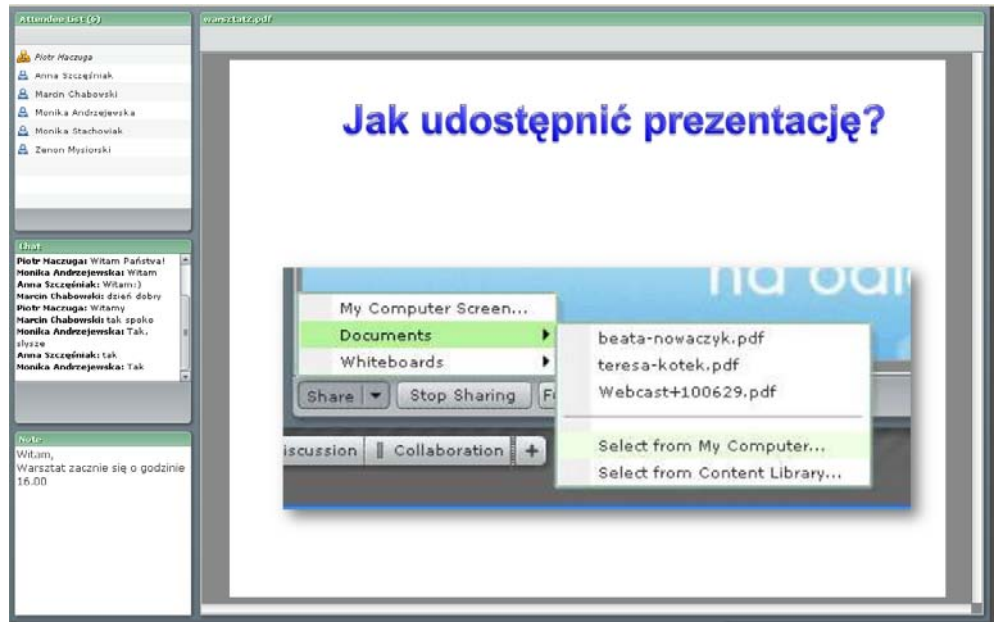 Attendee List (6)
Piotr Maczuga
Anna Szczęśniak
Marcin Chabowski
Monika Andrzejewska
Monika Stachowiak
Zenon Mysiorski
Chat
Piotr Maczuga: Witam Państwa!
Monika Andrzejewska: Witam
Anna Szczęśniak: Witam:)
Marcin Chabowski: dzień dobry
Piotr Maczuga: Witamy
Marcin Chabowski: tak spoko
Monika Andrzejewska: Tak,
slysze
Anna Szczęśniak: tak
Monika Andrzejewska: Tak
Note
Witam,
Warsztat zacznie się o godzinie
16.00
warsztatz.pdf
Jak udostępnić prezentację?
My Computer Screen...
Documents
Whiteboards
beata-nowaczyk.pdf
teresa-kotek.pdf
Webcast+100629.pdf
Select from My Computer...
Select from Content Library...
Share
Stop Sharing
iscussion
Collaboration
+